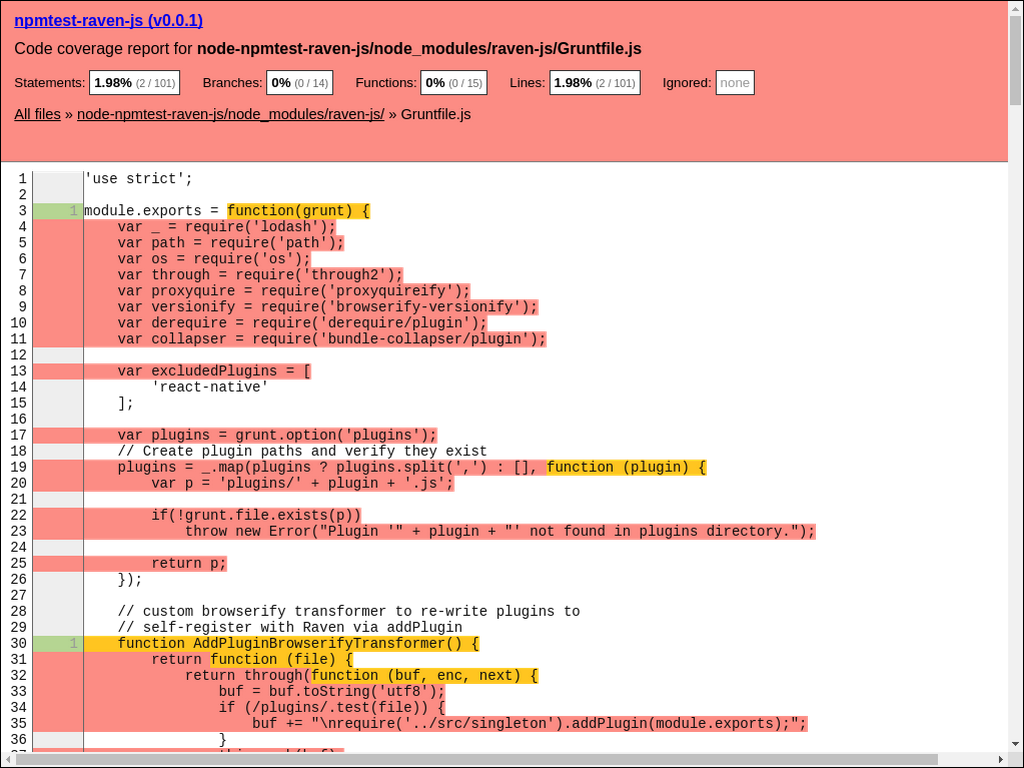 npmtest-raven-js (v0.0.1)
Code coverage report for node-npmtest-raven-js/node_modules/raven-js/Gruntfile.js
Statements: 1.98% (2 / 101) Branches: 0% (0 / 14) Functions: 0% (0 / 15) Lines: 1.98% (2 / 101) Ignored: none
All files » node-npmtest-raven-js/node_modules/raven-js/ » Gruntfile.js
1 'use strict';
2
3 1 module.exports = function(grunt) {
4 var _ = require('lodash');
5 var path = require('path');
6 var os = require('os');
7 var through = require('through2');
8 var proxyquire = require('proxyquireify');
9 var versionify = require('browserify-versionify');
10 var derequire = require('derequire/plugin');
11 var collapser = require('bundle-collapser/plugin');
12
13 var excludedPlugins = [
14 'react-native'
15 ];
16
17 var plugins = grunt.option('plugins');
18 // Create plugin paths and verify they exist
19 plugins = _.map(plugins ? plugins.split(',') : [], function (plugin) {
20 var p = 'plugins/' + plugin + '.js';
21
22 if(!grunt.file.exists(p))
23 throw new Error("Plugin '" + plugin + "' not found in plugins directory.");
24
25 return p;
26 });
27
28 // custom browserify transformer to re-write plugins to
29 // self-register with Raven via addPlugin
30 1 function AddPluginBrowserifyTransformer() {
31 return function (file) {
32 return through(function (buf, enc, next) {
33 buf = buf.toString('utf8');
34 if (/plugins/.test(file)) {
35 buf += "\nrequire('../src/singleton').addPlugin(module.exports);";
36 }